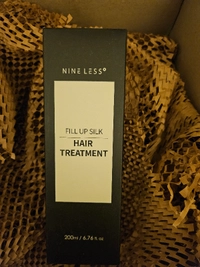 NINE LESS°
FILL UP SILK
HAIR
TREATMENT
200ml / 6.76 fl.oz